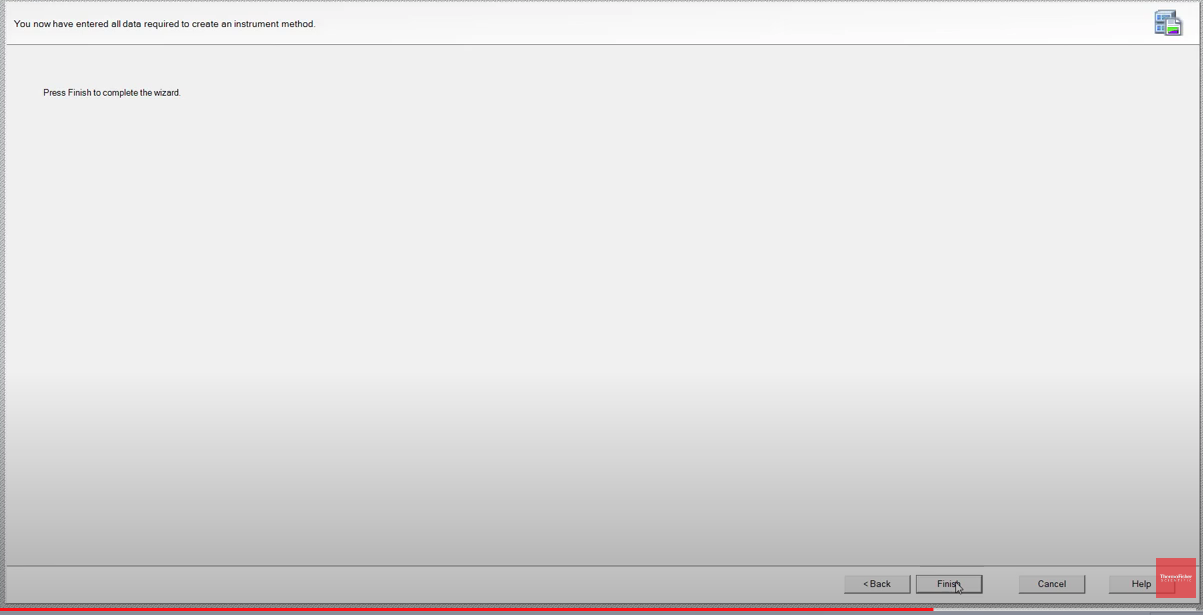 You now have entered all data required to create an instrument method.
Press Finish to complete the wizard.
< Back
Finish
Cancel
Help
ThermoFisher
SCIENTIFIC